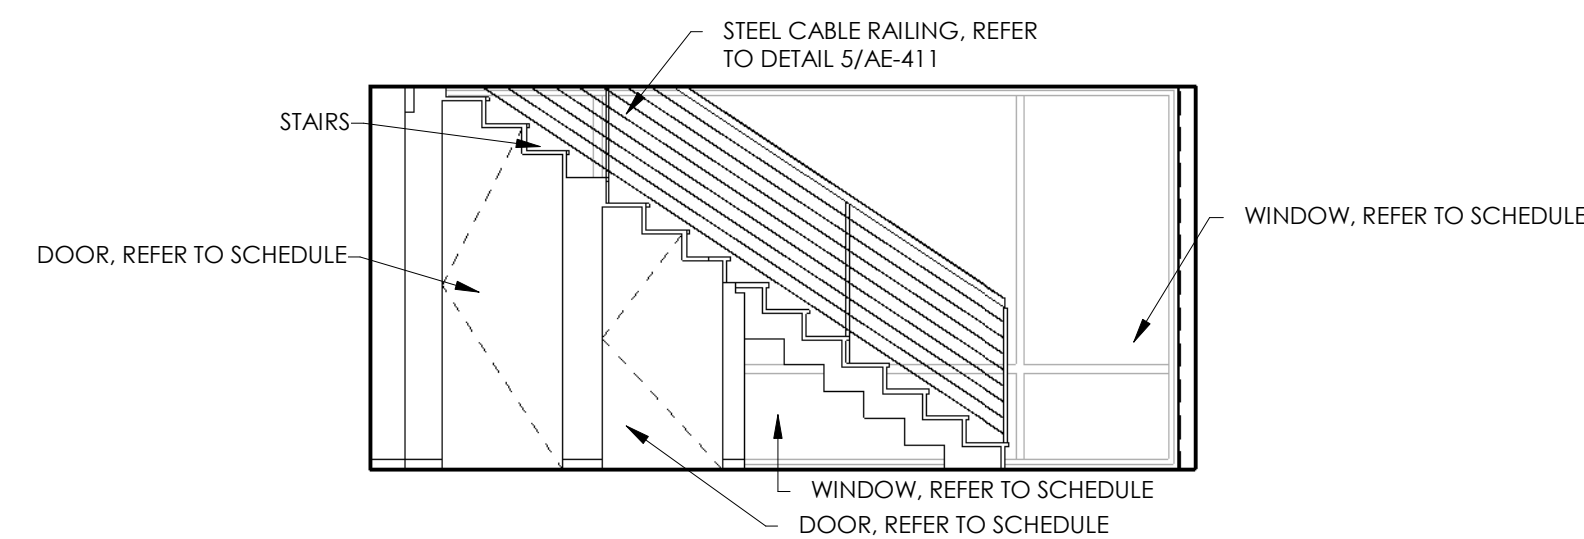 STEEL CABLE RAILING, REFER
TO DETAIL 5/AE-411
STAIRS
WINDOW, REFER TO SCHEDULE
DOOR, REFER TO SCHEDULE
WINDOW, REFER TO SCHEDULE
DOOR, REFER TO SCHEDULE